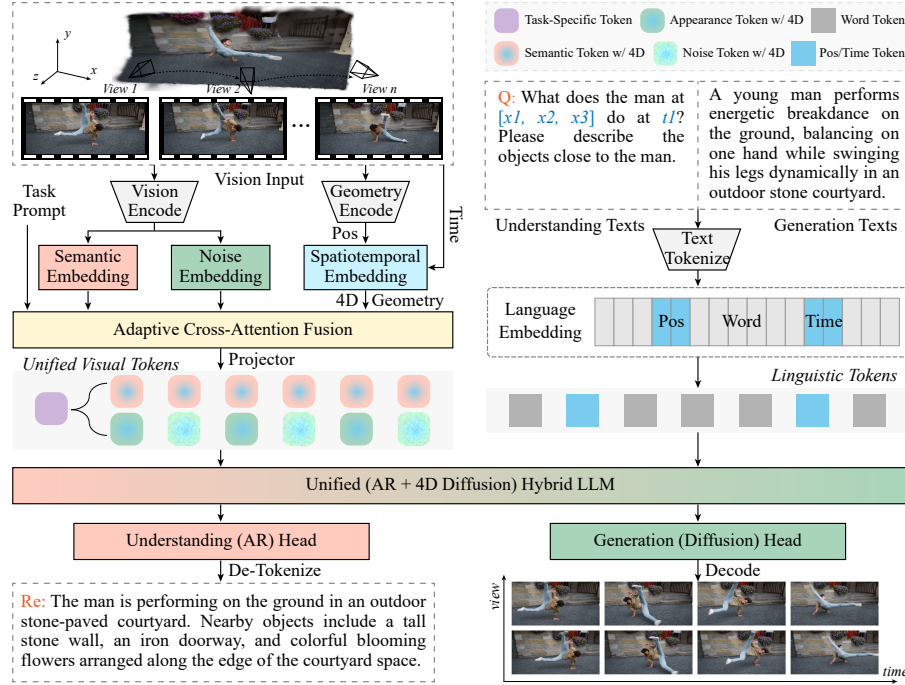 y
z
x
View 1
View 2
View n
...
Vision Input
Task
Prompt
Vision
Encode
Geometry
Encode
Pos
Time
Semantic
Embedding
Noise
Embedding
Spatiotemporal
Embedding
4D Geometry
Adaptive Cross-Attention Fusion
Projector
Unified Visual Tokens
Task-Specific Token
Appearance Token w/ 4D
Word Token
Semantic Token w/ 4D
Noise Token w/ 4D
Pos/Time Token
Q: What does the man at
[x1, x2, x3] do at t1?
Please describe the
objects close to the man.
A young man performs
energetic breakdance on
the ground, balancing on
one hand while swinging
his legs dynamically in an
outdoor stone courtyard.
Understanding Texts
Generation Texts
Text
Tokenize
Language
Embedding
Pos
Word
Time
Linguistic Tokens
Unified (AR + 4D Diffusion) Hybrid LLM
Understanding (AR) Head
Generation (Diffusion) Head
De-Tokenize
Decode
Re: The man is performing on the ground in an outdoor
stone-paved courtyard. Nearby objects include a tall
stone wall, an iron doorway, and colorful blooming
flowers arranged along the edge of the courtyard space.
view
time